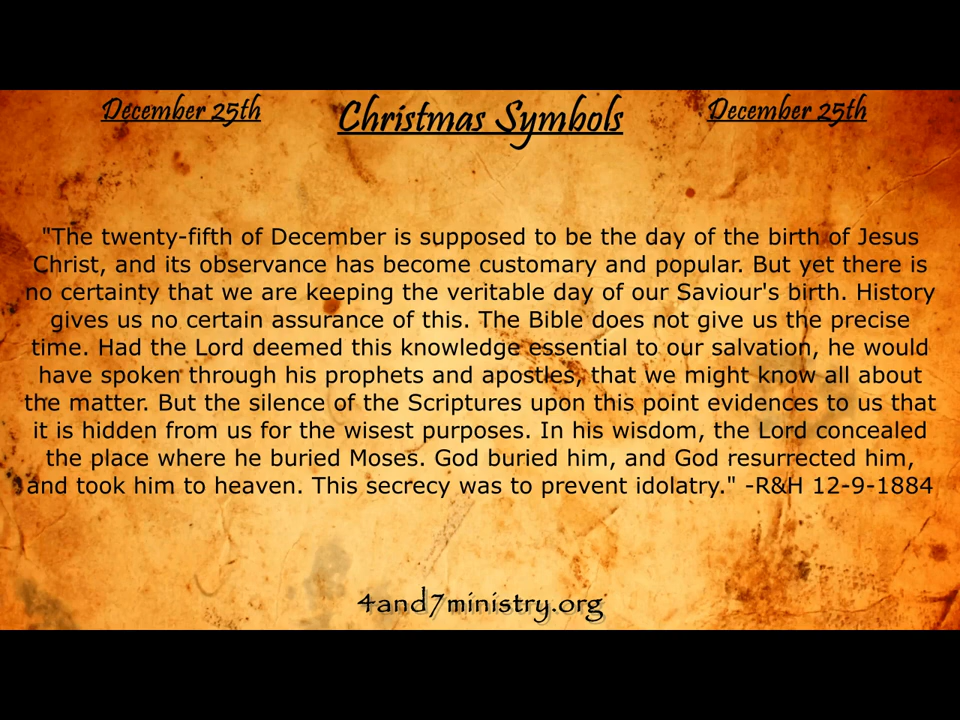 December 25th
Christmas Symbols
December 25th
"The twenty-fifth of December is supposed to be the day of the birth of Jesus
Christ, and its observance has become customary and popular. But yet there is
no certainty that we are keeping the veritable day of our Saviour's birth. History
gives us no certain assurance of this. The Bible does not give us the precise
time. Had the Lord deemed this knowledge essential to our salvation, he would
have spoken through his prophets and apostles, that we might know all about
the matter. But the silence of the Scriptures upon this point evidences to us that
it is hidden from us for the wisest purposes. In his wisdom, the Lord concealed
the place where he buried Moses. God buried him, and God resurrected him,
and took him to heaven. This secrecy was to prevent idolatry." -R&H 12-9-1884
4and7ministry.org